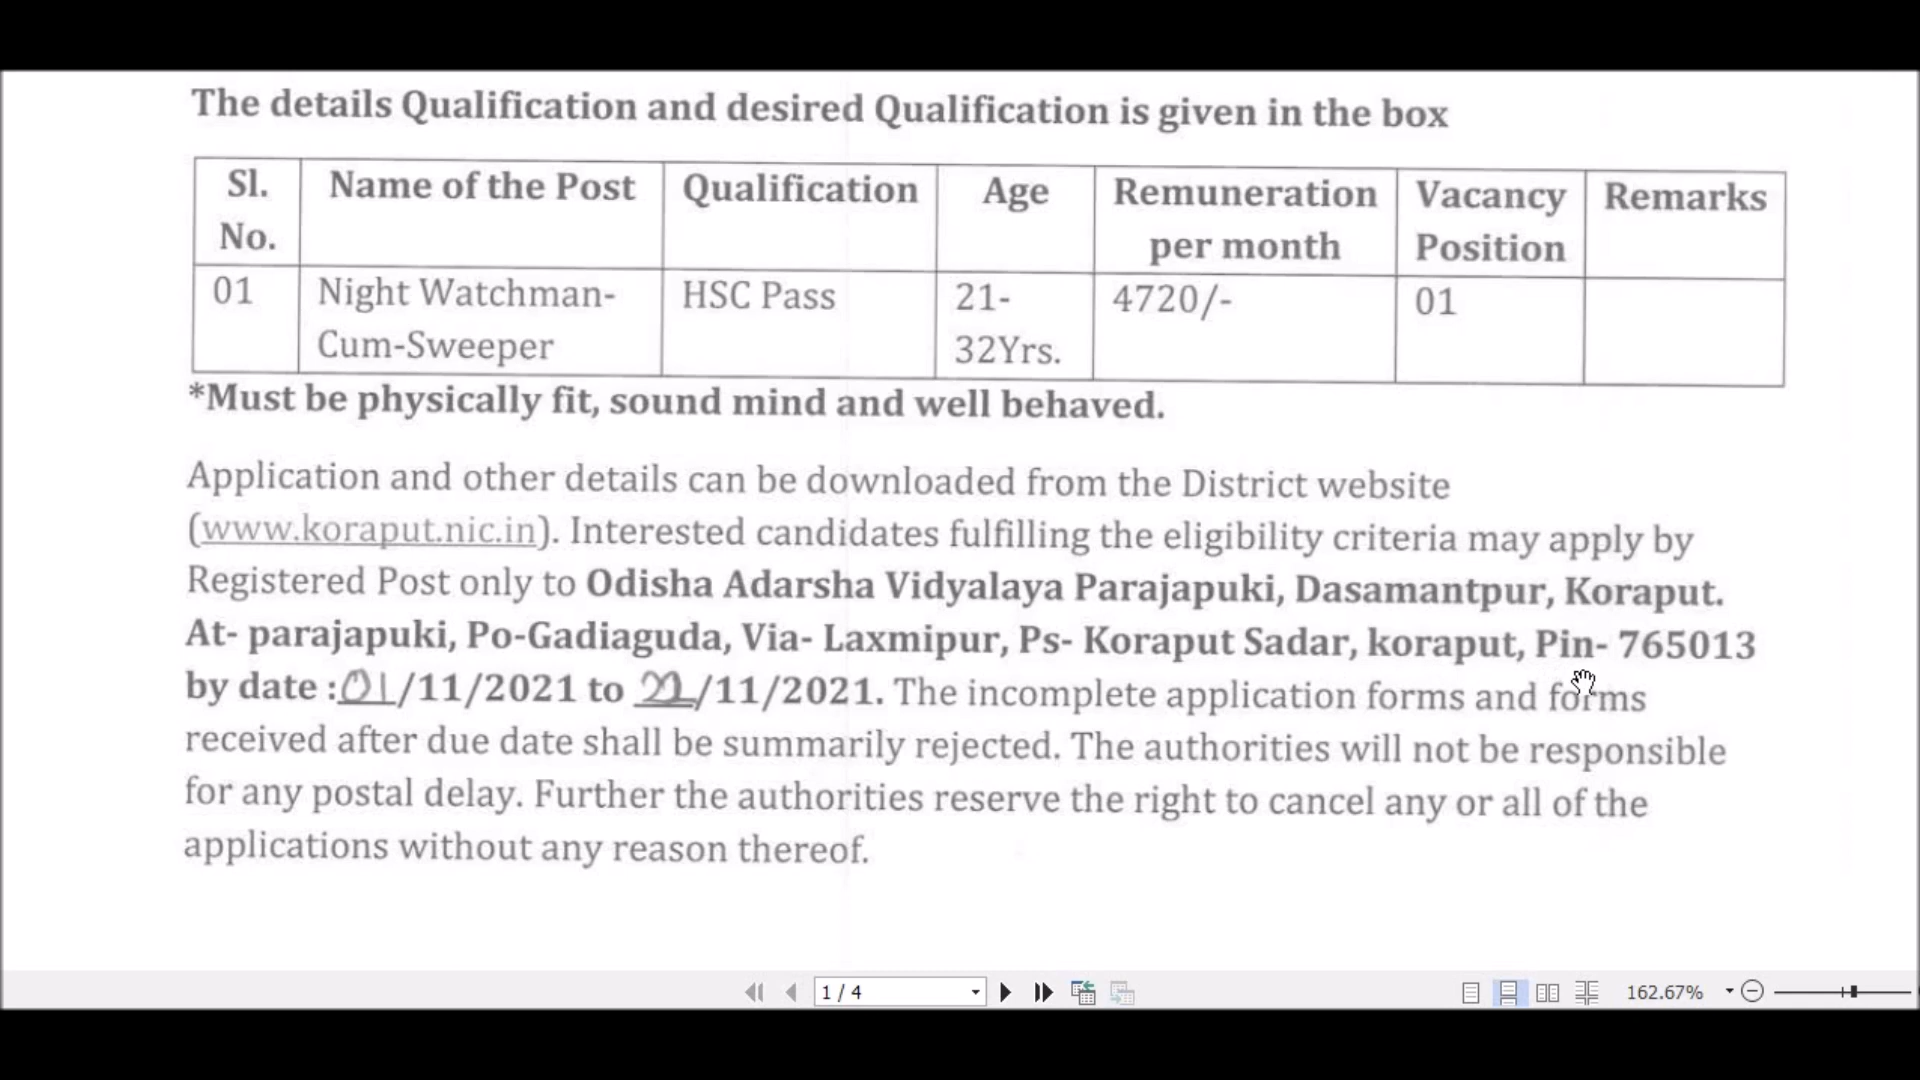 The details Qualification and desired Qualification is given in the box
Sl. No. Name of the Post Qualification Age Remuneration per month Vacancy Position Remarks
01 Night Watchman-Cum-Sweeper HSC Pass 21-32Yrs. 4720/- 01
*Must be physically fit, sound mind and well behaved.
Application and other details can be downloaded from the District website
(www.koraput.nic.in). Interested candidates fulfilling the eligibility criteria may apply by
Registered Post only to Odisha Adarsha Vidyalaya Parajapuki, Dasamantpur, Koraput.
At- parajapuki, Po-Gadiaguda, Via- Laxmipur, Ps- Koraput Sadar, koraput, Pin- 765013
by date :01/11/2021 to 22/11/2021. The incomplete application forms and forms
received after due date shall be summarily rejected. The authorities will not be responsible
for any postal delay. Further the authorities reserve the right to cancel any or all of the
applications without any reason thereof.
1 / 4 162.67%